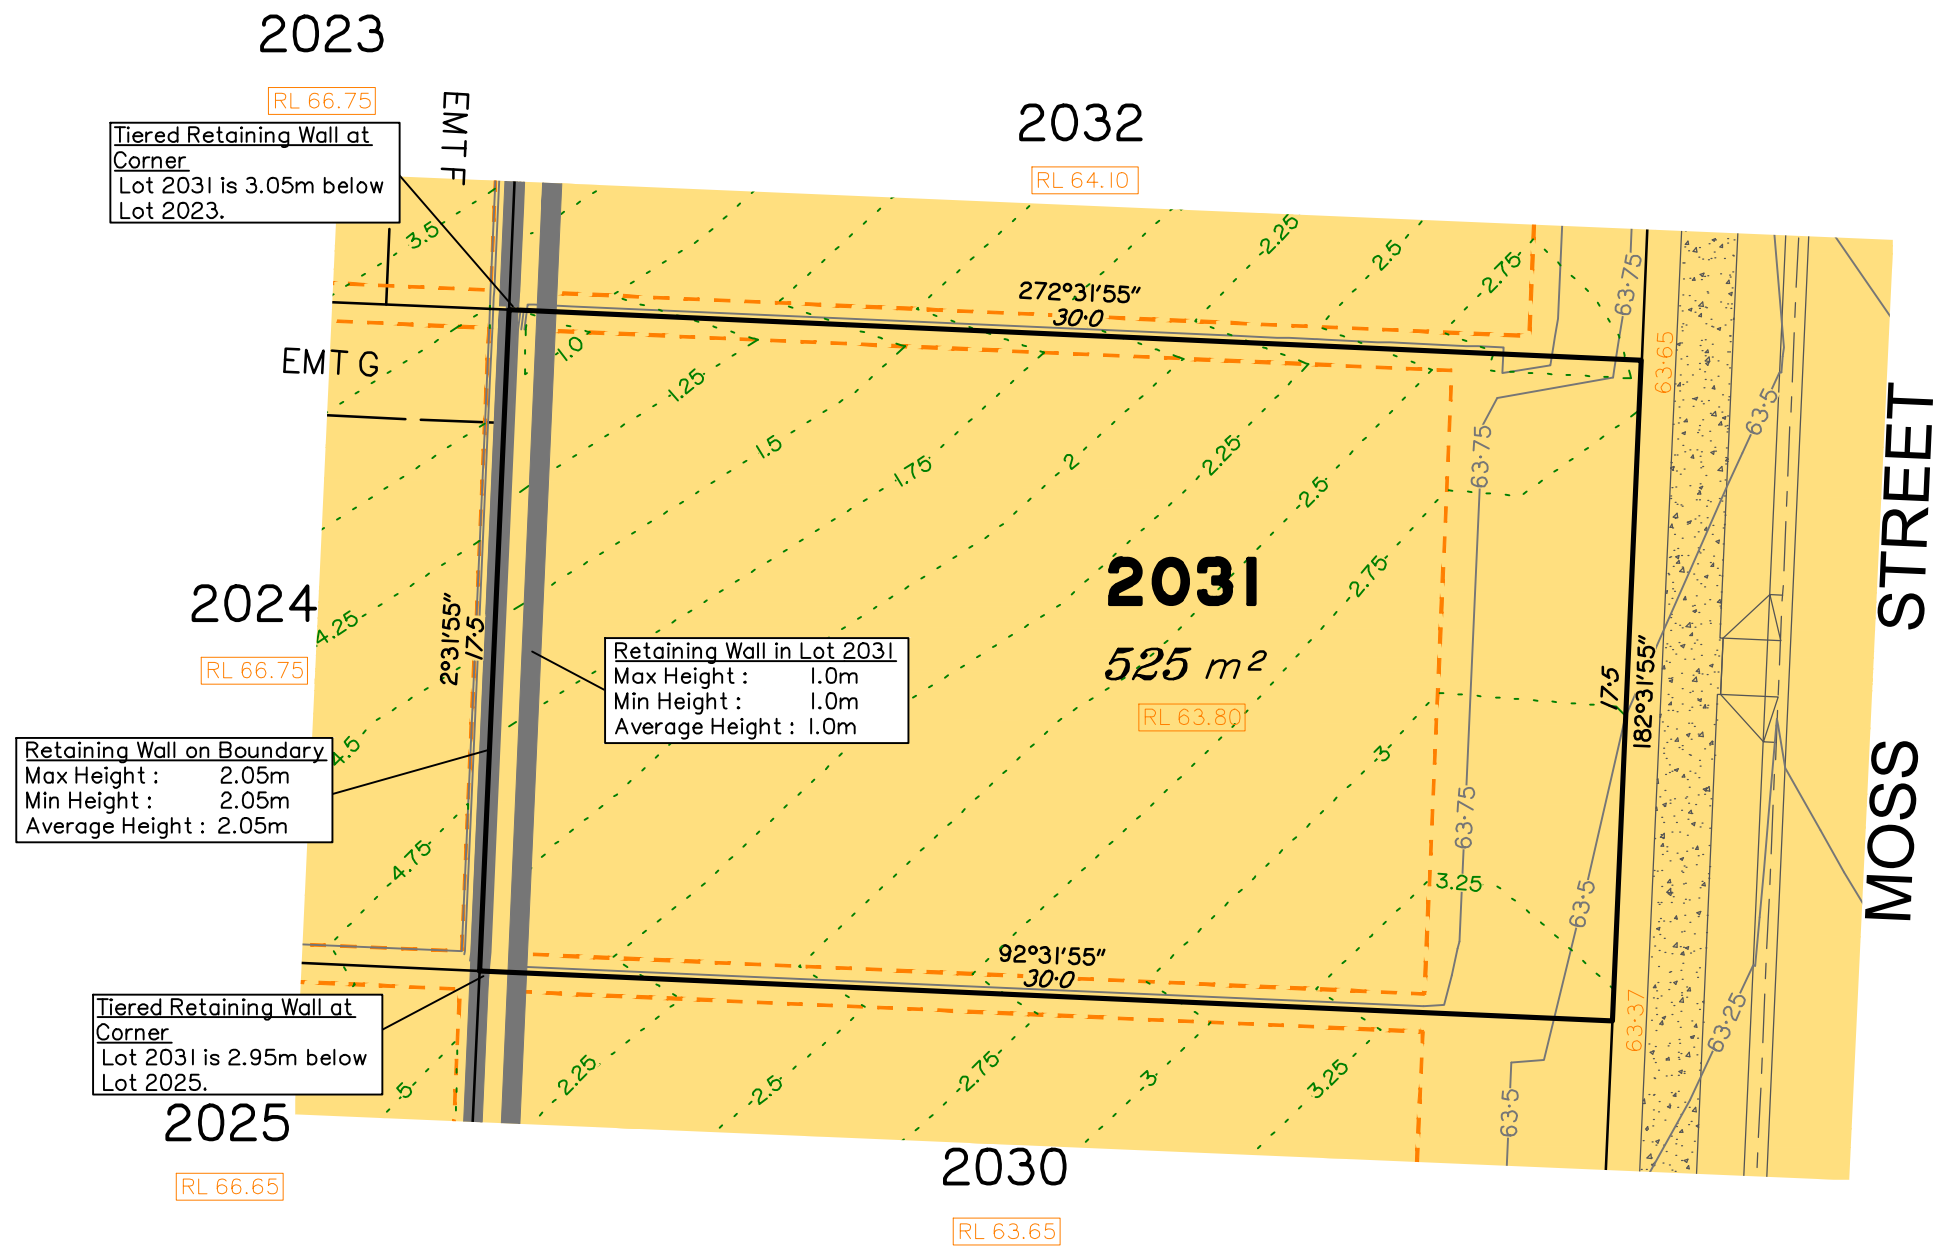 2023
RL 66.75
EMT F
2032
RL 64.10
Tiered Retaining Wall at
Corner
Lot 2031 is 3.05m below
Lot 2023.
3.5
2.25
2.5
2.75
63·75
272°31'55"
30·0
63·65
EMT G
1.0
1.25
1.5
1.75
2
2.25
2.5
2.75
63·75
63·5
STREET
2024
RL 66.75
4.25
2°31'55"
17·5
2031
525 m²
RL 63.80
Retaining Wall in Lot 2031
Max Height : 1.0m
Min Height : 1.0m
Average Height : 1.0m
17·5
182°31'55"
4.5
3
Retaining Wall on Boundary
Max Height : 2.05m
Min Height : 2.05m
Average Height : 2.05m
63·75
MOSS
4.75
3.25
63·5
92°31'55"
30·0
Tiered Retaining Wall at
Corner
Lot 2031 is 2.95m below
Lot 2025.
63·37
63·25
5
2.25
2.5
2.75
3
3.25
63·5
2025
RL 66.65
2030
RL 63.65